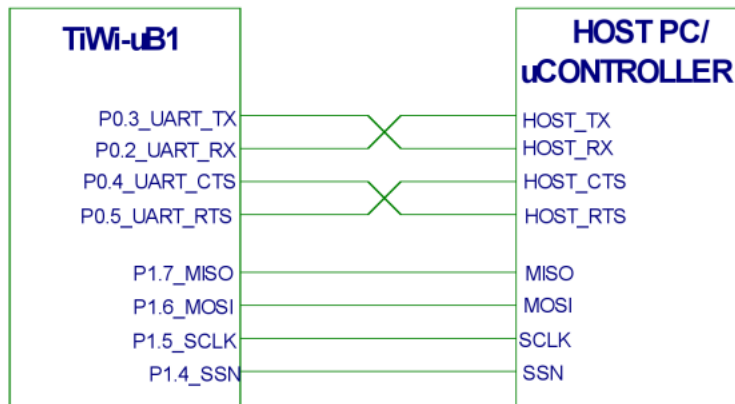 TiWi-uB1
HOST PC/
uCONTROLLER
P0.3_UART_TX
HOST_TX
P0.2_UART_RX
HOST_RX
P0.4_UART_CTS
HOST_CTS
P0.5_UART_RTS
HOST_RTS
P1.7_MISO
MISO
P1.6_MOSI
MOSI
P1.5_SCLK
SCLK
P1.4_SSN
SSN